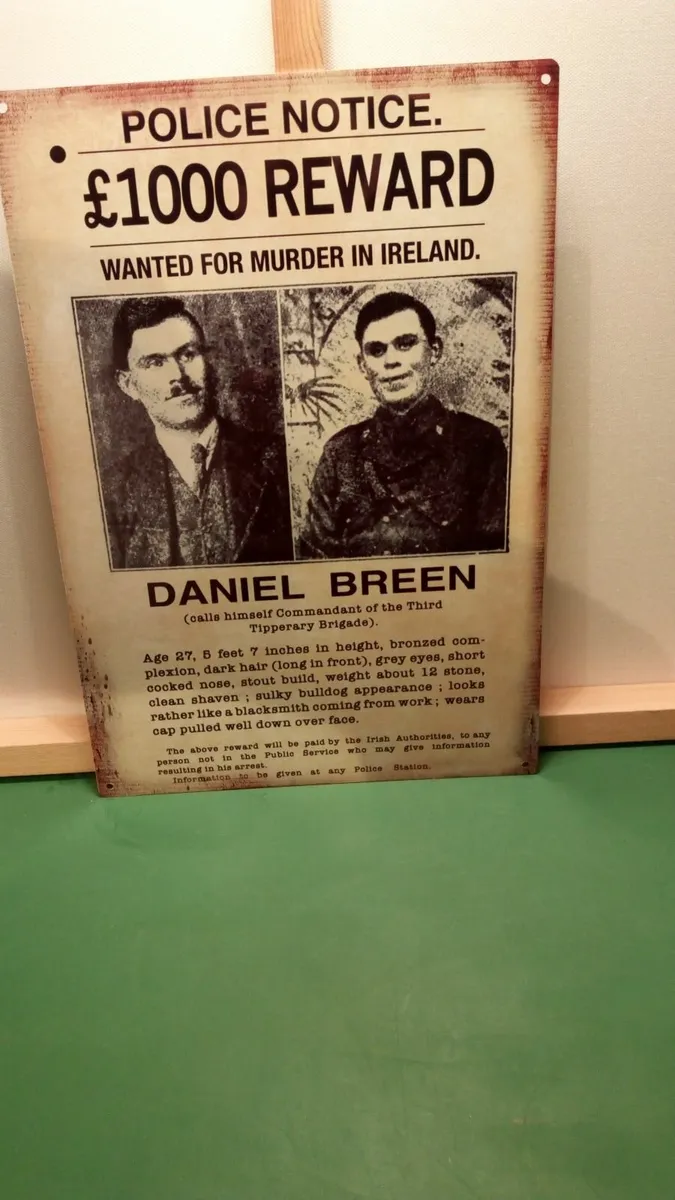 POLICE NOTICE.
£1000 REWARD
WANTED FOR MURDER IN IRELAND.
DANIEL BREEN
(calls himself Commandant of the Third
Tipperary Brigade).
Age 27, 5 feet 7 inches in height, bronzed com-
plexion, dark hair (long in front), grey eyes, short
cocked nose, stout build, weight about 12 stone,
clean shaven ; sulky bulldog appearance ; looks
rather like a blacksmith coming from work ; wears
cap pulled well down over face.
The above reward will be paid by the Irish Authorities, to any
person not in the Public Service who may give information
resulting in his arrest.
Information to be given at any Police Station.